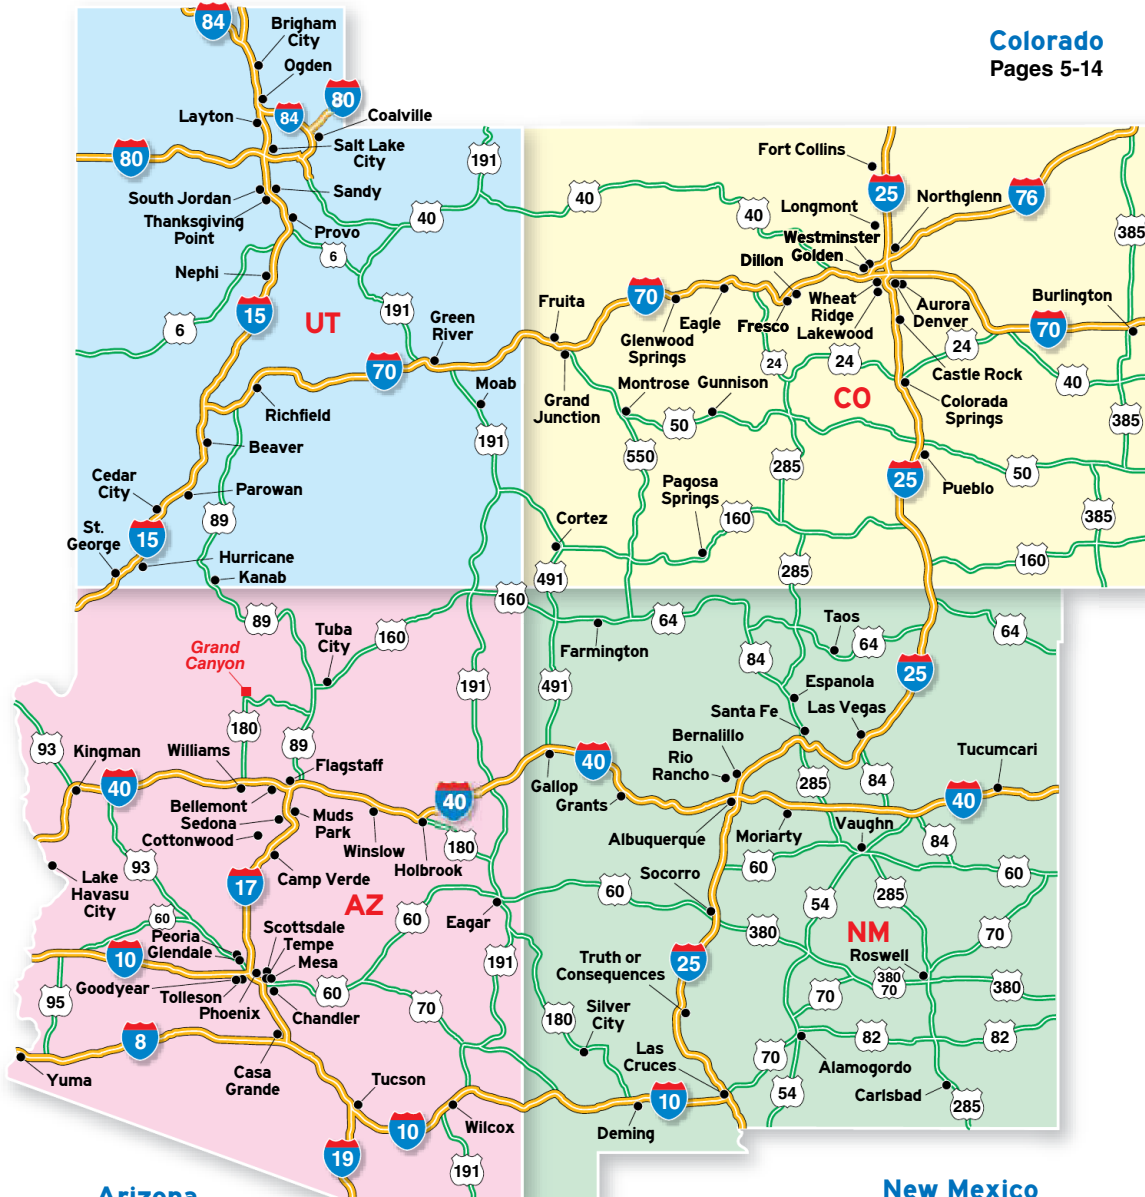 84
Brigham
City
Ogden
Colorado
Pages 5-14
80
84
Layton
Coalville
Salt Lake
City
80
191
Fort Collins
South Jordan
Sandy
40
25
Northglenn
76
Thanksgiving
Point
40
40
Longmont
385
Provo
6
Westminster
Golden
Nephi
Dillon
70
Fruita
Wheat
Ridge
Lakewood
Aurora
Denver
Burlington
15
UT
191
Green
River
Glenwood
Springs
Eagle
Fresco
70
6
70
24
24
24
Castle Rock
40
Moab
Montrose
Gunnison
CO
Richfield
Grand
Junction
Colorada
Springs
50
385
191
Beaver
550
285
25
50
Cedar
City
Parowan
Pagosa
Springs
Pueblo
89
160
385
St.
George
15
Cortez
Hurricane
160
Kanab
491
285
160
89
Tuba
City
160
64
Taos
64
64
Grand
Canyon
Farmington
84
25
191
491
Espanola
180
Santa Fe
Las Vegas
93
Kingman
Williams
89
Bernalillo
Flagstaff
40
Rio
Rancho
Tucumcari
40
40
Gallop
Grants
285
84
40
Bellemont
Sedona
Cottonwood
Muds
Park
Winslow
180
Holbrook
Albuquerque
Moriarty
Vaughn
84
93
Camp Verde
60
60
Lake
Havasu
City
17
AZ
Socorro
60
54
285
60
60
Eagar
380
NM
70
Scottsdale
Tempe
Mesa
Peoria
Glendale
10
191
Truth or
Consequences
25
Roswell
Goodyear
Tolleson
Phoenix
60
Chandler
70
70
380
70
380
95
180
Silver
City
8
82
82
Las
Cruces
70
Alamogordo
Yuma
Casa
Grande
Tucson
10
54
Carlsbad
285
10
Wilcox
Deming
19
191
Arizona
New Mexico